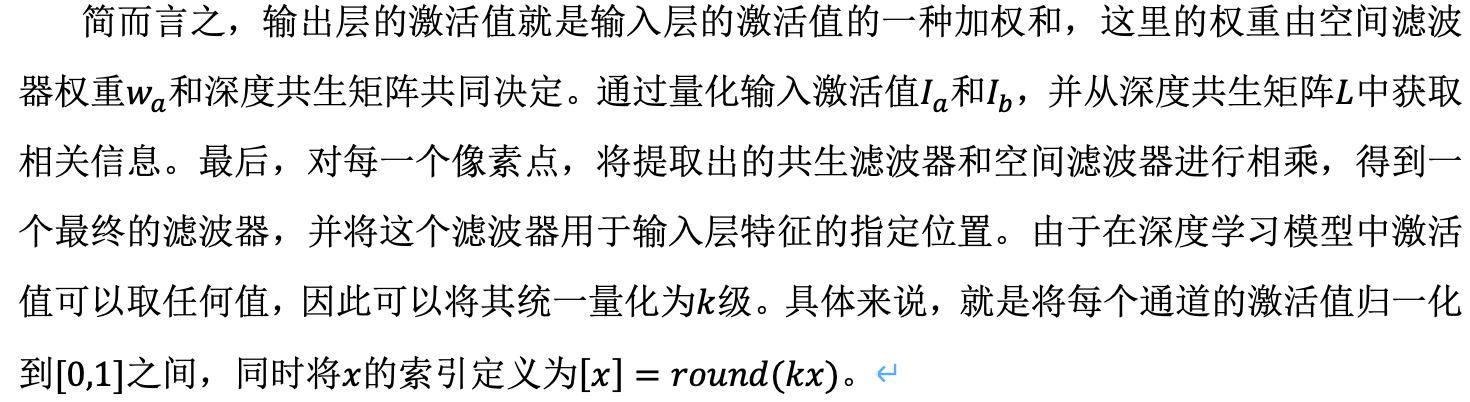 简而言之，输出层的激活值就是输入层的激活值的一种加权和，这里的权重由空间滤波
器权重wₐ和深度共生矩阵共同决定。通过量化输入激活值Iₐ和I_b，并从深度共生矩阵L中获取
相关信息。最后，对每一个像素点，将提取出的共生滤波器和空间滤波器进行相乘，得到一
个最终的滤波器，并将这个滤波器用于输入层特征的指定位置。由于在深度学习模型中激活
值可以取任何值，因此可以将其统一量化为k级。具体来说，就是将每个通道的激活值归一化
到[0,1]之间，同时将x的索引定义为[x] = round(kx)。